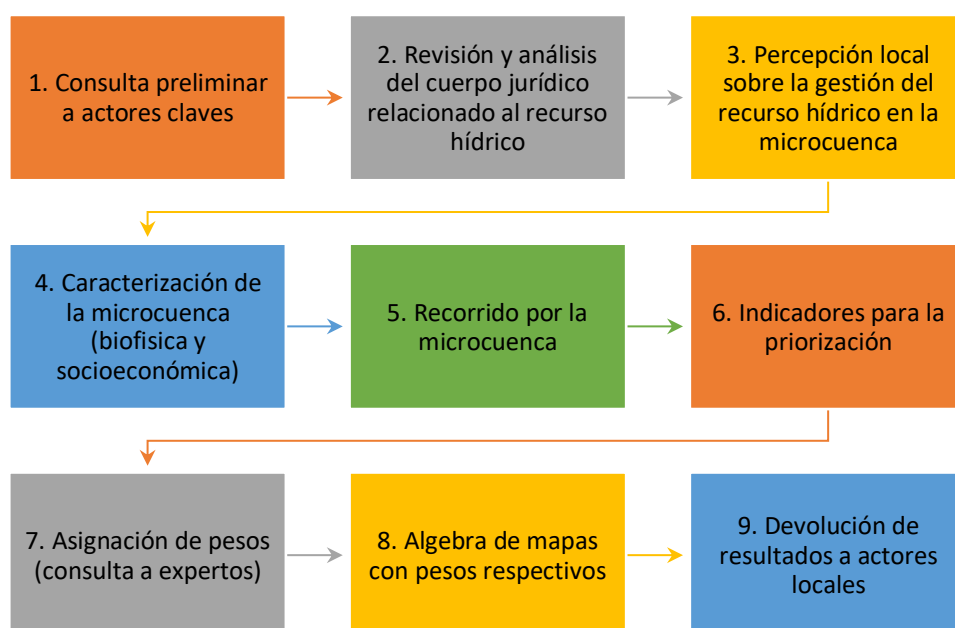 1. Consulta preliminar
a actores claves
2. Revisión y análisis
del cuerpo jurídico
relacionado al recurso
hídrico
3. Percepción local
sobre la gestión del
recurso hídrico en la
microcuenca
4. Caracterización de
la microcuenca
(biofisica y
socioeconómica)
5. Recorrido por la
microcuenca
6. Indicadores para la
priorización
7. Asignación de pesos
(consulta a expertos)
8. Algebra de mapas
con pesos respectivos
9. Devolución de
resultados a actores
locales